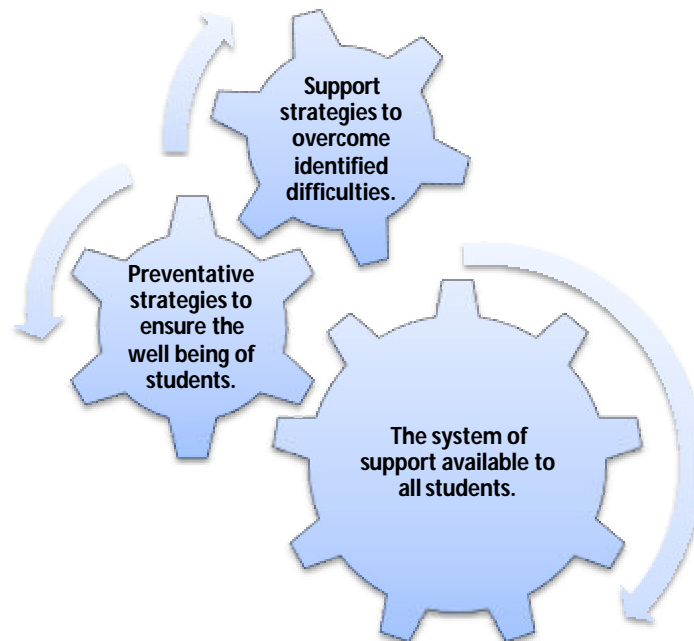 Support
strategies to
overcome
identified
difficulties.
Preventative
strategies to
ensure the
well being of
students.
The system of
support available to
all students.